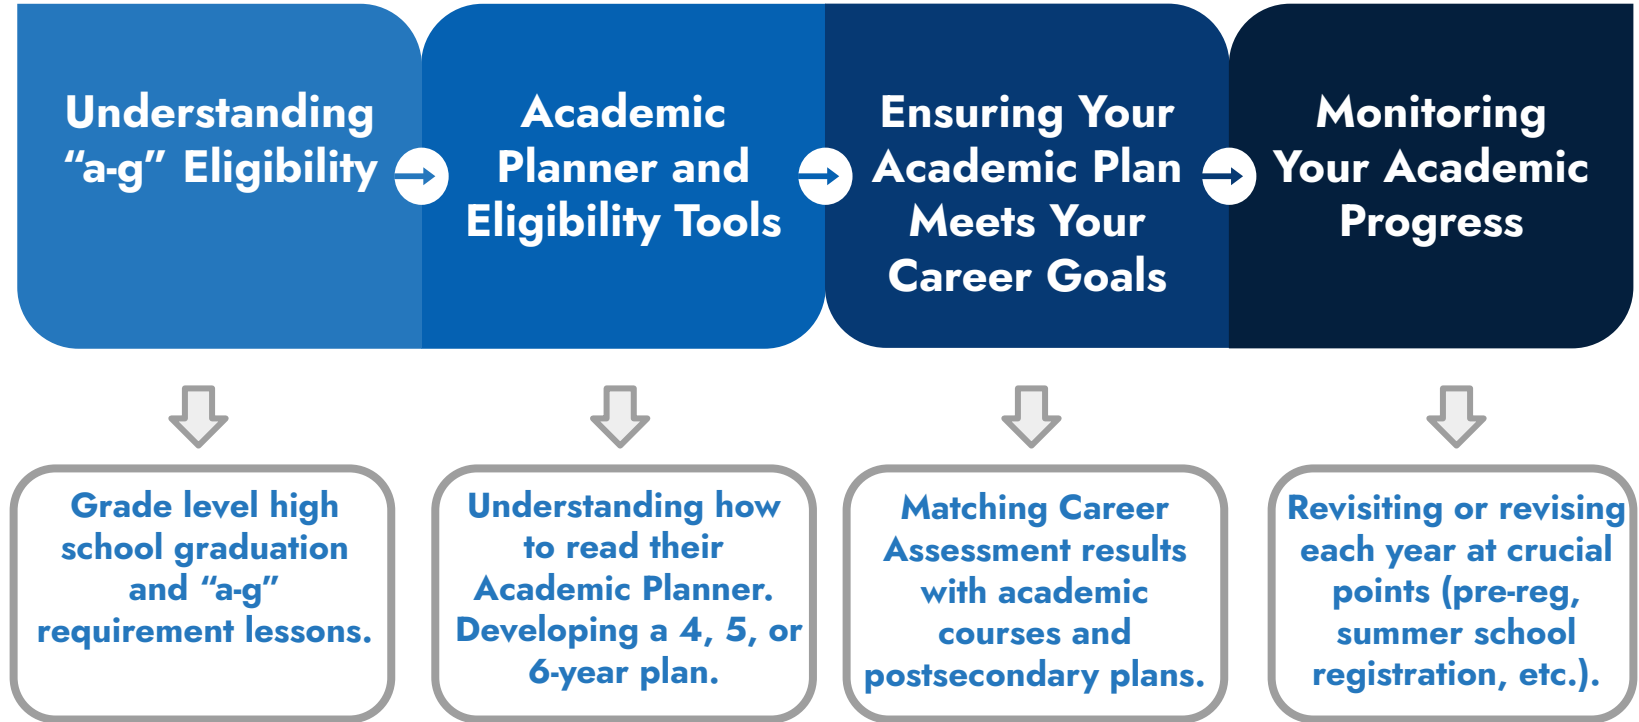 Understanding
“a-g” Eligibility
Academic
Planner and
Eligibility Tools
Ensuring Your
Academic Plan
Meets Your
Career Goals
Monitoring
Your Academic
Progress
Grade level high
school graduation
and “a-g”
requirement lessons.
Understanding how
to read their
Academic Planner.
Developing a 4, 5, or
6-year plan.
Matching Career
Assessment results
with academic
courses and
postsecondary plans.
Revisiting or revising
each year at crucial
points (pre-reg,
summer school
registration, etc.).